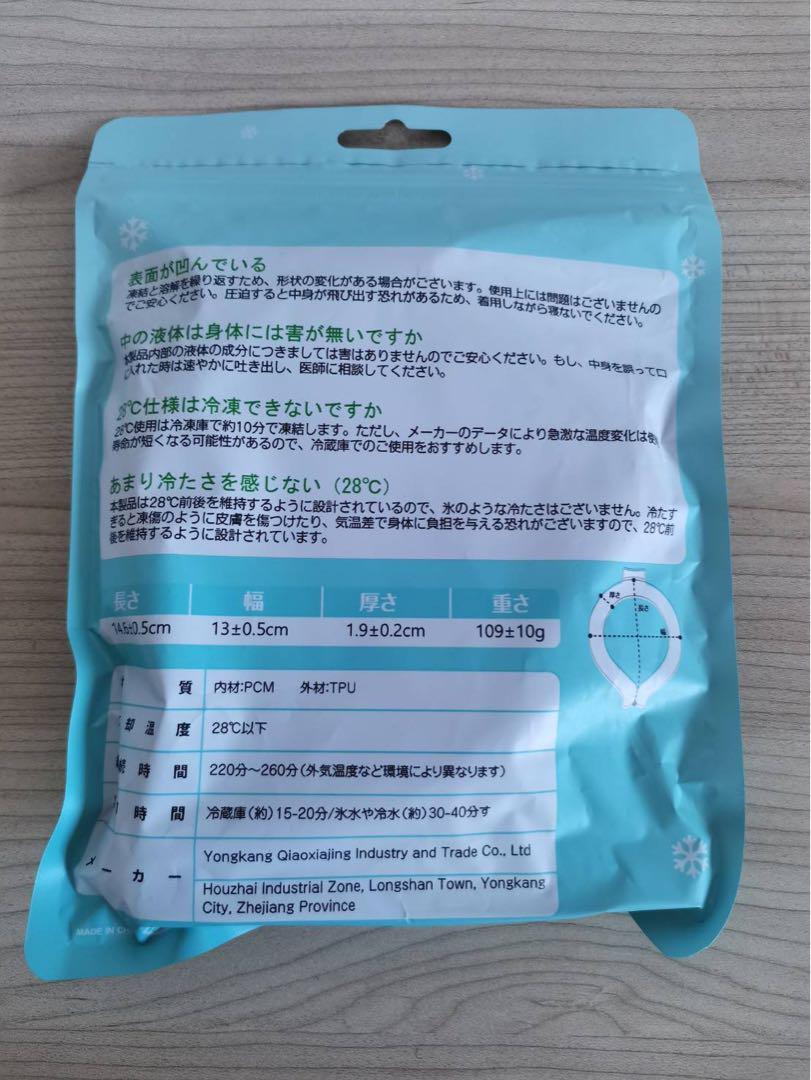 表面が凹んでいる
凍結と溶解を繰り返すため、形状の変化がある場合がございます。使用上には問題はございませんの
でご安心ください。圧迫すると中身が飛び出す恐れがあるため、着用しながら寝ないでください。
中の液体は身体には害が無いですか
本製品内部の液体の成分につきましては害はありませんのでご安心ください。もし、中身を誤って口
に入れた時は速やかに吐き出し、医師に相談してください。
28℃仕様は冷凍できないですか
28℃使用は冷凍庫で約10分で凍結します。ただし、メーカーのデータにより急激な温度変化は使
寿命が短くなる可能性があるので、冷蔵庫でのご使用をおすすめします。
あまり冷たさを感じない（28℃）
本製品は28℃前後を維持するように設計されているので、氷のような冷たさはございません。冷たす
ぎると凍傷のように皮膚を傷つけたり、気温差で身体に負担を与える恐れがございますので、28℃前
後を維持するように設計されています。
長さ 幅 厚さ 重さ
14.6±0.5cm 13±0.5cm 1.9±0.2cm 109±10g
厚さ
長さ
幅
質 内材:PCM 外材:TPU
却温度 28℃以下
続時間 220分～260分(外気温度など環境により異なります)
時間 冷蔵庫(約)15-20分/氷水や冷水(約)30-40分す
メーカー Yongkang Qiaoxiajing Industry and Trade Co., Ltd
Houzhai Industrial Zone, Longshan Town, Yongkang
City, Zhejiang Province
MADE IN